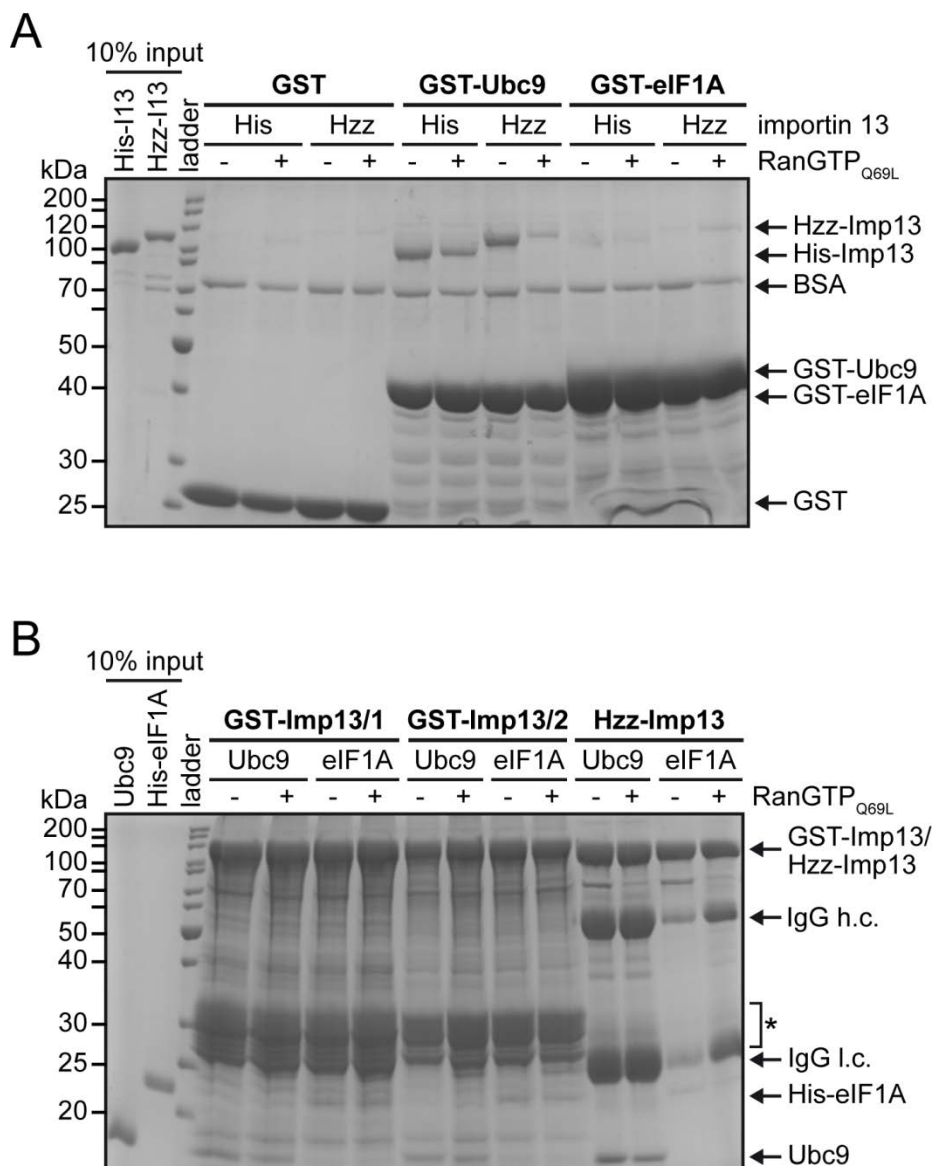 A
10% input
His-I13
Hzz-I13
ladder
GST
GST-Ubc9
GST-eIF1A
His
Hzz
His
Hzz
His
Hzz
importin 13
- + - + - + - + - + - +
RanGTP Q69L
kDa
200
120
100
70
50
40
30
25
Hzz-Imp13
His-Imp13
BSA
GST-Ubc9
GST-eIF1A
GST
B
10% input
Ubc9
His-eIF1A
ladder
GST-Imp13/1
GST-Imp13/2
Hzz-Imp13
Ubc9
eIF1A
Ubc9
eIF1A
Ubc9
eIF1A
- + - + - + - + - + - +
RanGTP Q69L
kDa
200
100
70
50
40
30
25
20
GST-Imp13/
Hzz-Imp13
IgG h.c.
*
IgG l.c.
His-eIF1A
Ubc9